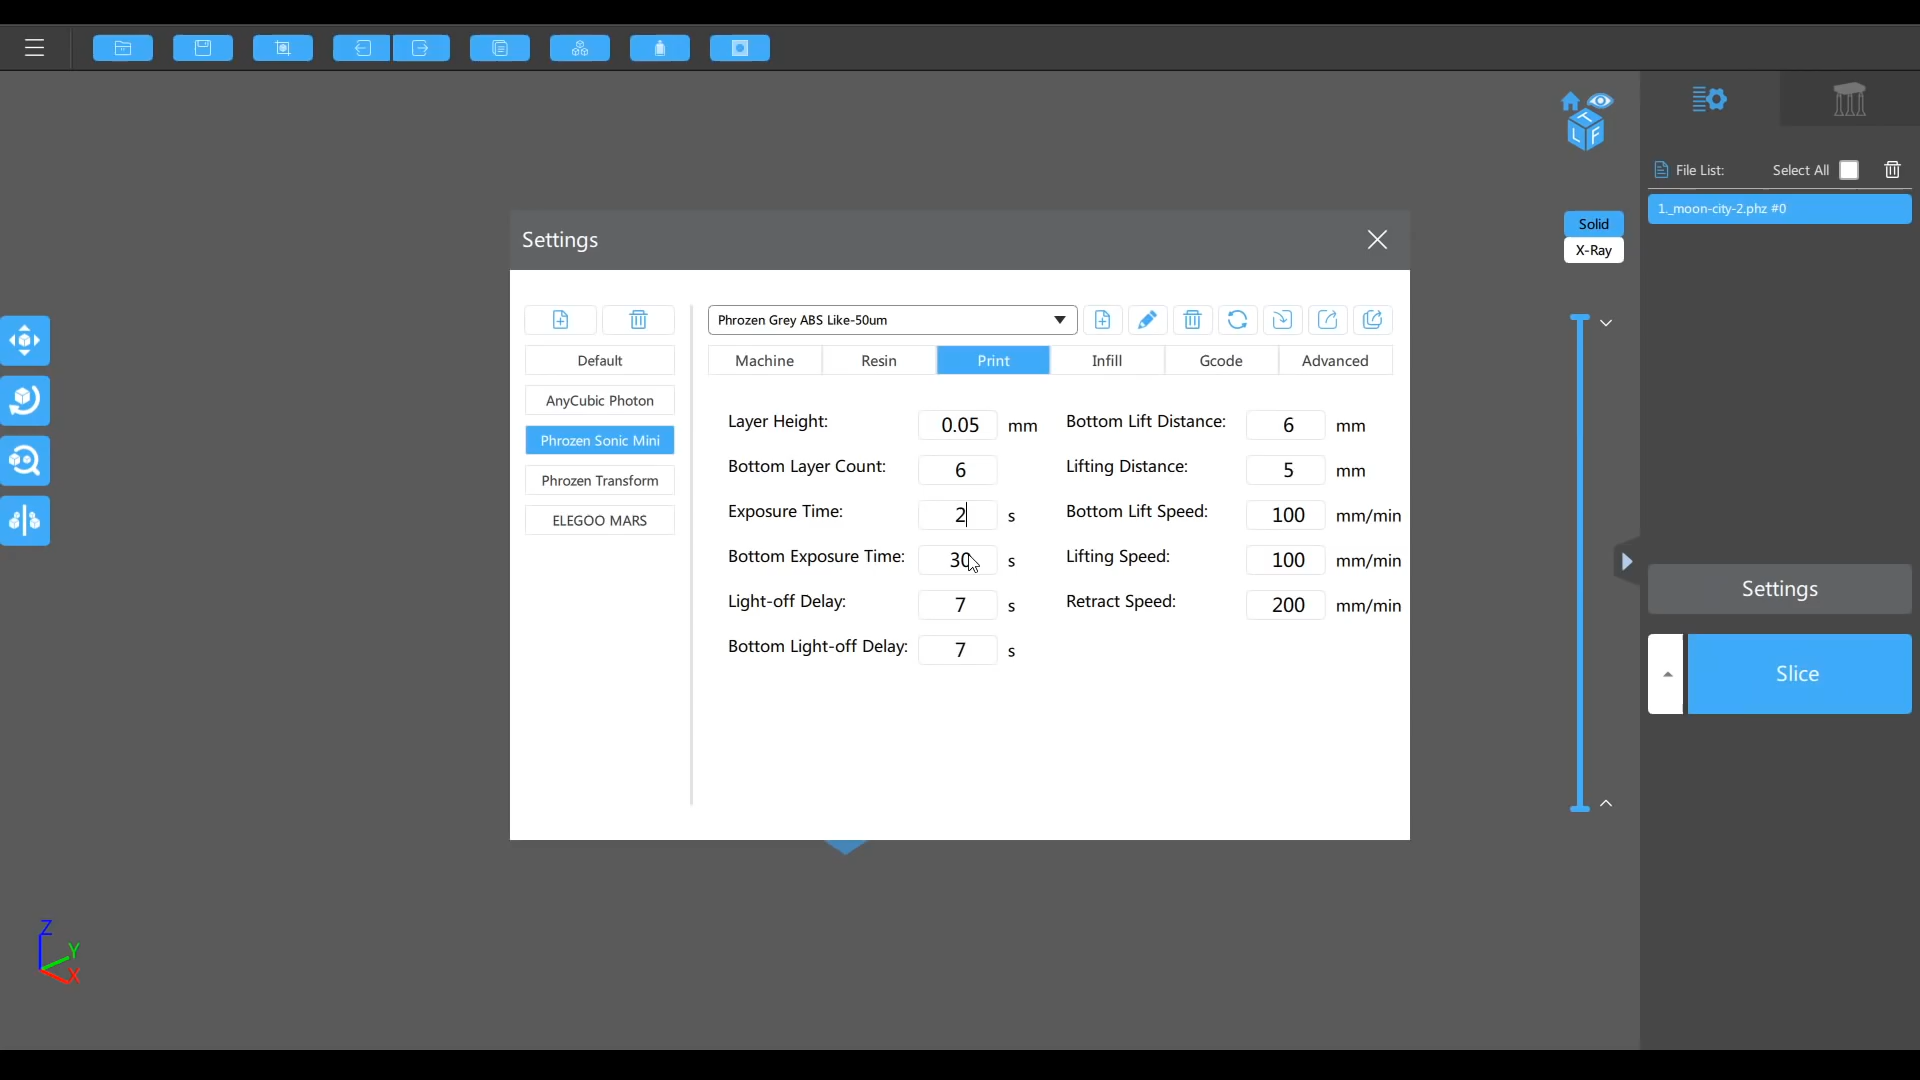 T
L F
File List: Select All
1._moon-city-2.phz #0
Solid
X-Ray
Settings
Phrozen Grey ABS Like-50um
Default
Machine Resin Print Infill Gcode Advanced
AnyCubic Photon
Phrozen Sonic Mini
Phrozen Transform
ELEGOO MARS
Layer Height: 0.05 mm
Bottom Layer Count: 6
Exposure Time: 2 s
Bottom Exposure Time: 30 s
Light-off Delay: 7 s
Bottom Light-off Delay: 7 s
Bottom Lift Distance: 6 mm
Lifting Distance: 5 mm
Bottom Lift Speed: 100 mm/min
Lifting Speed: 100 mm/min
Retract Speed: 200 mm/min
Settings
Slice
Z
Y
X